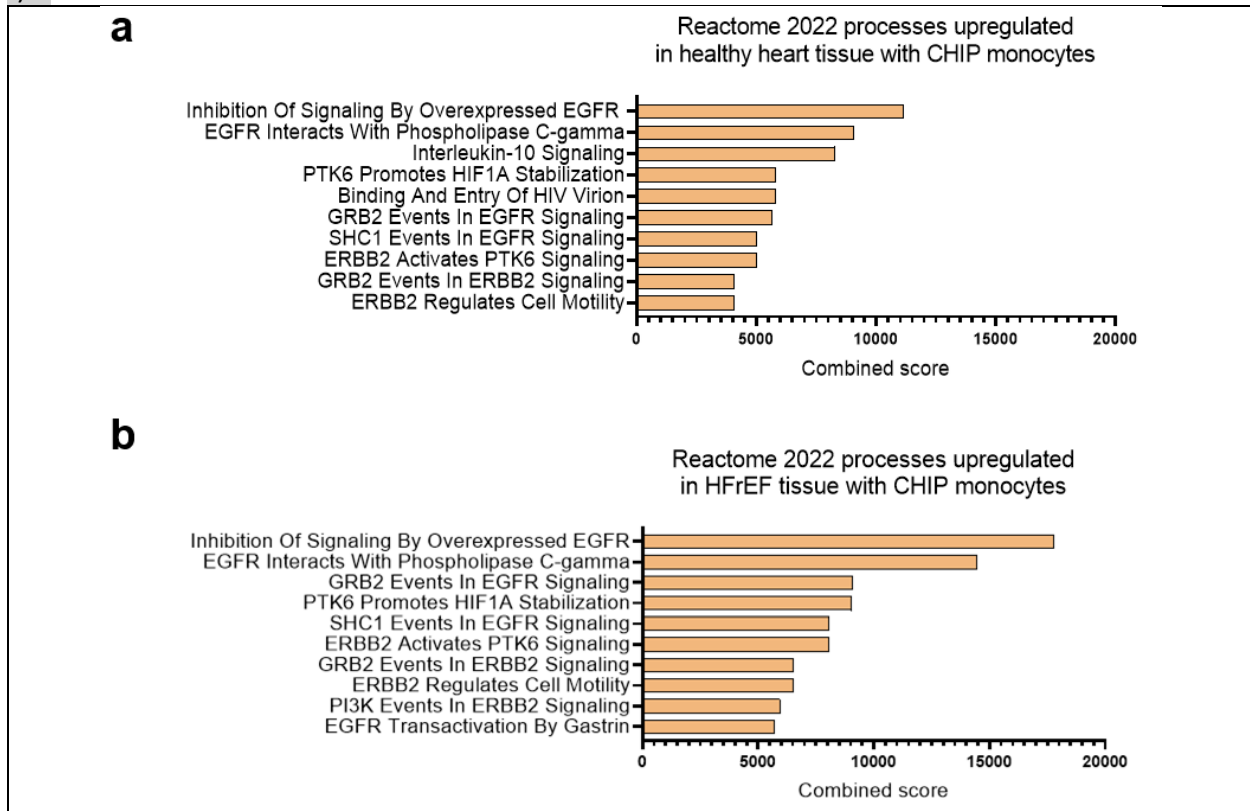 a
Reactome 2022 processes upregulated
in healthy heart tissue with CHIP monocytes
Inhibition Of Signaling By Overexpressed EGFR
EGFR Interacts With Phospholipase C-gamma
Interleukin-10 Signaling
PTK6 Promotes HIF1A Stabilization
Binding And Entry Of HIV Virion
GRB2 Events In EGFR Signaling
SHC1 Events In EGFR Signaling
ERBB2 Activates PTK6 Signaling
GRB2 Events In ERBB2 Signaling
ERBB2 Regulates Cell Motility
0 5000 10000 15000 20000
Combined score
b
Reactome 2022 processes upregulated
in HFrEF tissue with CHIP monocytes
Inhibition Of Signaling By Overexpressed EGFR
EGFR Interacts With Phospholipase C-gamma
GRB2 Events In EGFR Signaling
PTK6 Promotes HIF1A Stabilization
SHC1 Events In EGFR Signaling
ERBB2 Activates PTK6 Signaling
GRB2 Events In ERBB2 Signaling
ERBB2 Regulates Cell Motility
PI3K Events In ERBB2 Signaling
EGFR Transactivation By Gastrin
0 5000 10000 15000 20000
Combined score